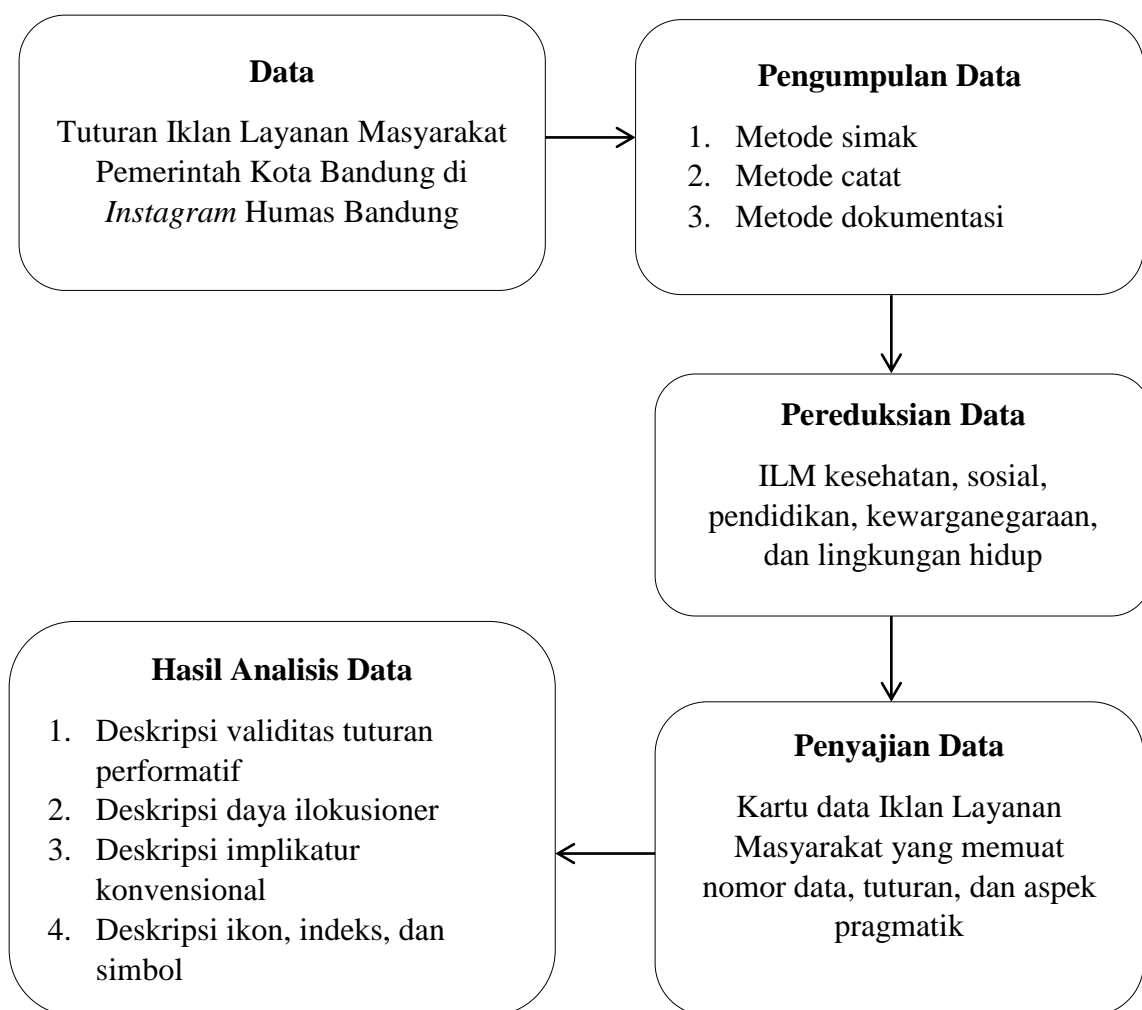 Data
Tuturan Iklan Layanan Masyarakat
Pemerintah Kota Bandung di
Instagram Humas Bandung
Pengumpulan Data
1. Metode simak
2. Metode catat
3. Metode dokumentasi
Pereduksian Data
ILM kesehatan, sosial,
pendidikan, kewarganegaraan,
dan lingkungan hidup
Penyajian Data
Kartu data Iklan Layanan
Masyarakat yang memuat
nomor data, tuturan, dan aspek
pragmatik
Hasil Analisis Data
1. Deskripsi validitas tuturan
performatif
2. Deskripsi daya ilokusioner
3. Deskripsi implikatur
konvensional
4. Deskripsi ikon, indeks, dan
simbol